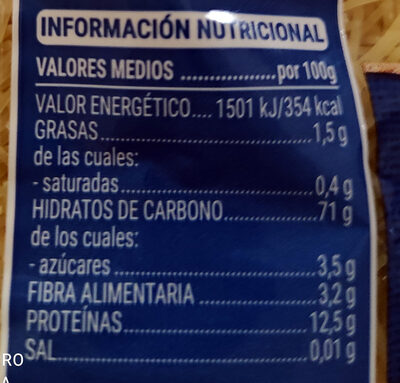 INFORMACIÓN NUTRICIONAL
VALORES MEDIOS ..................por 100g
VALOR ENERGÉTICO.... 1501 kJ/354 kcal
GRASAS........................................1,5 g
de las cuales:
- saturadas....................................0,4 g
HIDRATOS DE CARBONO.................71 g
de los cuales:
- azúcares......................................3,5 g
FIBRA ALIMENTARIA ....................3,2 g
PROTEÍNAS...................................12,5 g
SAL................................................0,01 g
RO
A